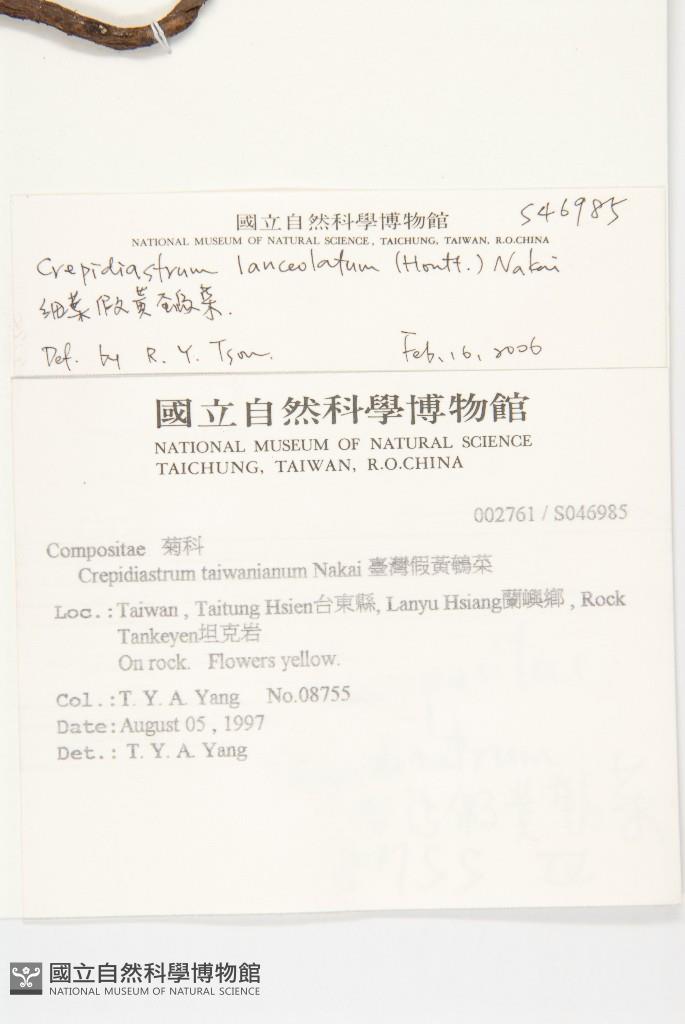 國立自然科學博物館 S46985
NATIONAL MUSEUM OF NATURAL SCIENCE, TAICHUNG, TAIWAN, R.O.CHINA
Crepidiastrum lanceolatum (Houtt.) Nakai
細葉假黃鵪菜.
Det. by R. Y. Tsou. Feb, 16, 2006
國立自然科學博物館
NATIONAL MUSEUM OF NATURAL SCIENCE
TAICHUNG, TAIWAN, R.O.CHINA
002761 / S046985
Compositae 菊科
Crepidiastrum taiwanianum Nakai 臺灣假黃鵪菜
Loc.: Taiwan , Taitung Hsien台東縣, Lanyu Hsiang蘭嶼鄉 , Rock
Tankeyen坦克岩
On rock. Flowers yellow.
Col.: T. Y. A. Yang No.08755
Date: August 05 , 1997
Det.: T. Y. A. Yang
國立自然科學博物館
NATIONAL MUSEUM OF NATURAL SCIENCE